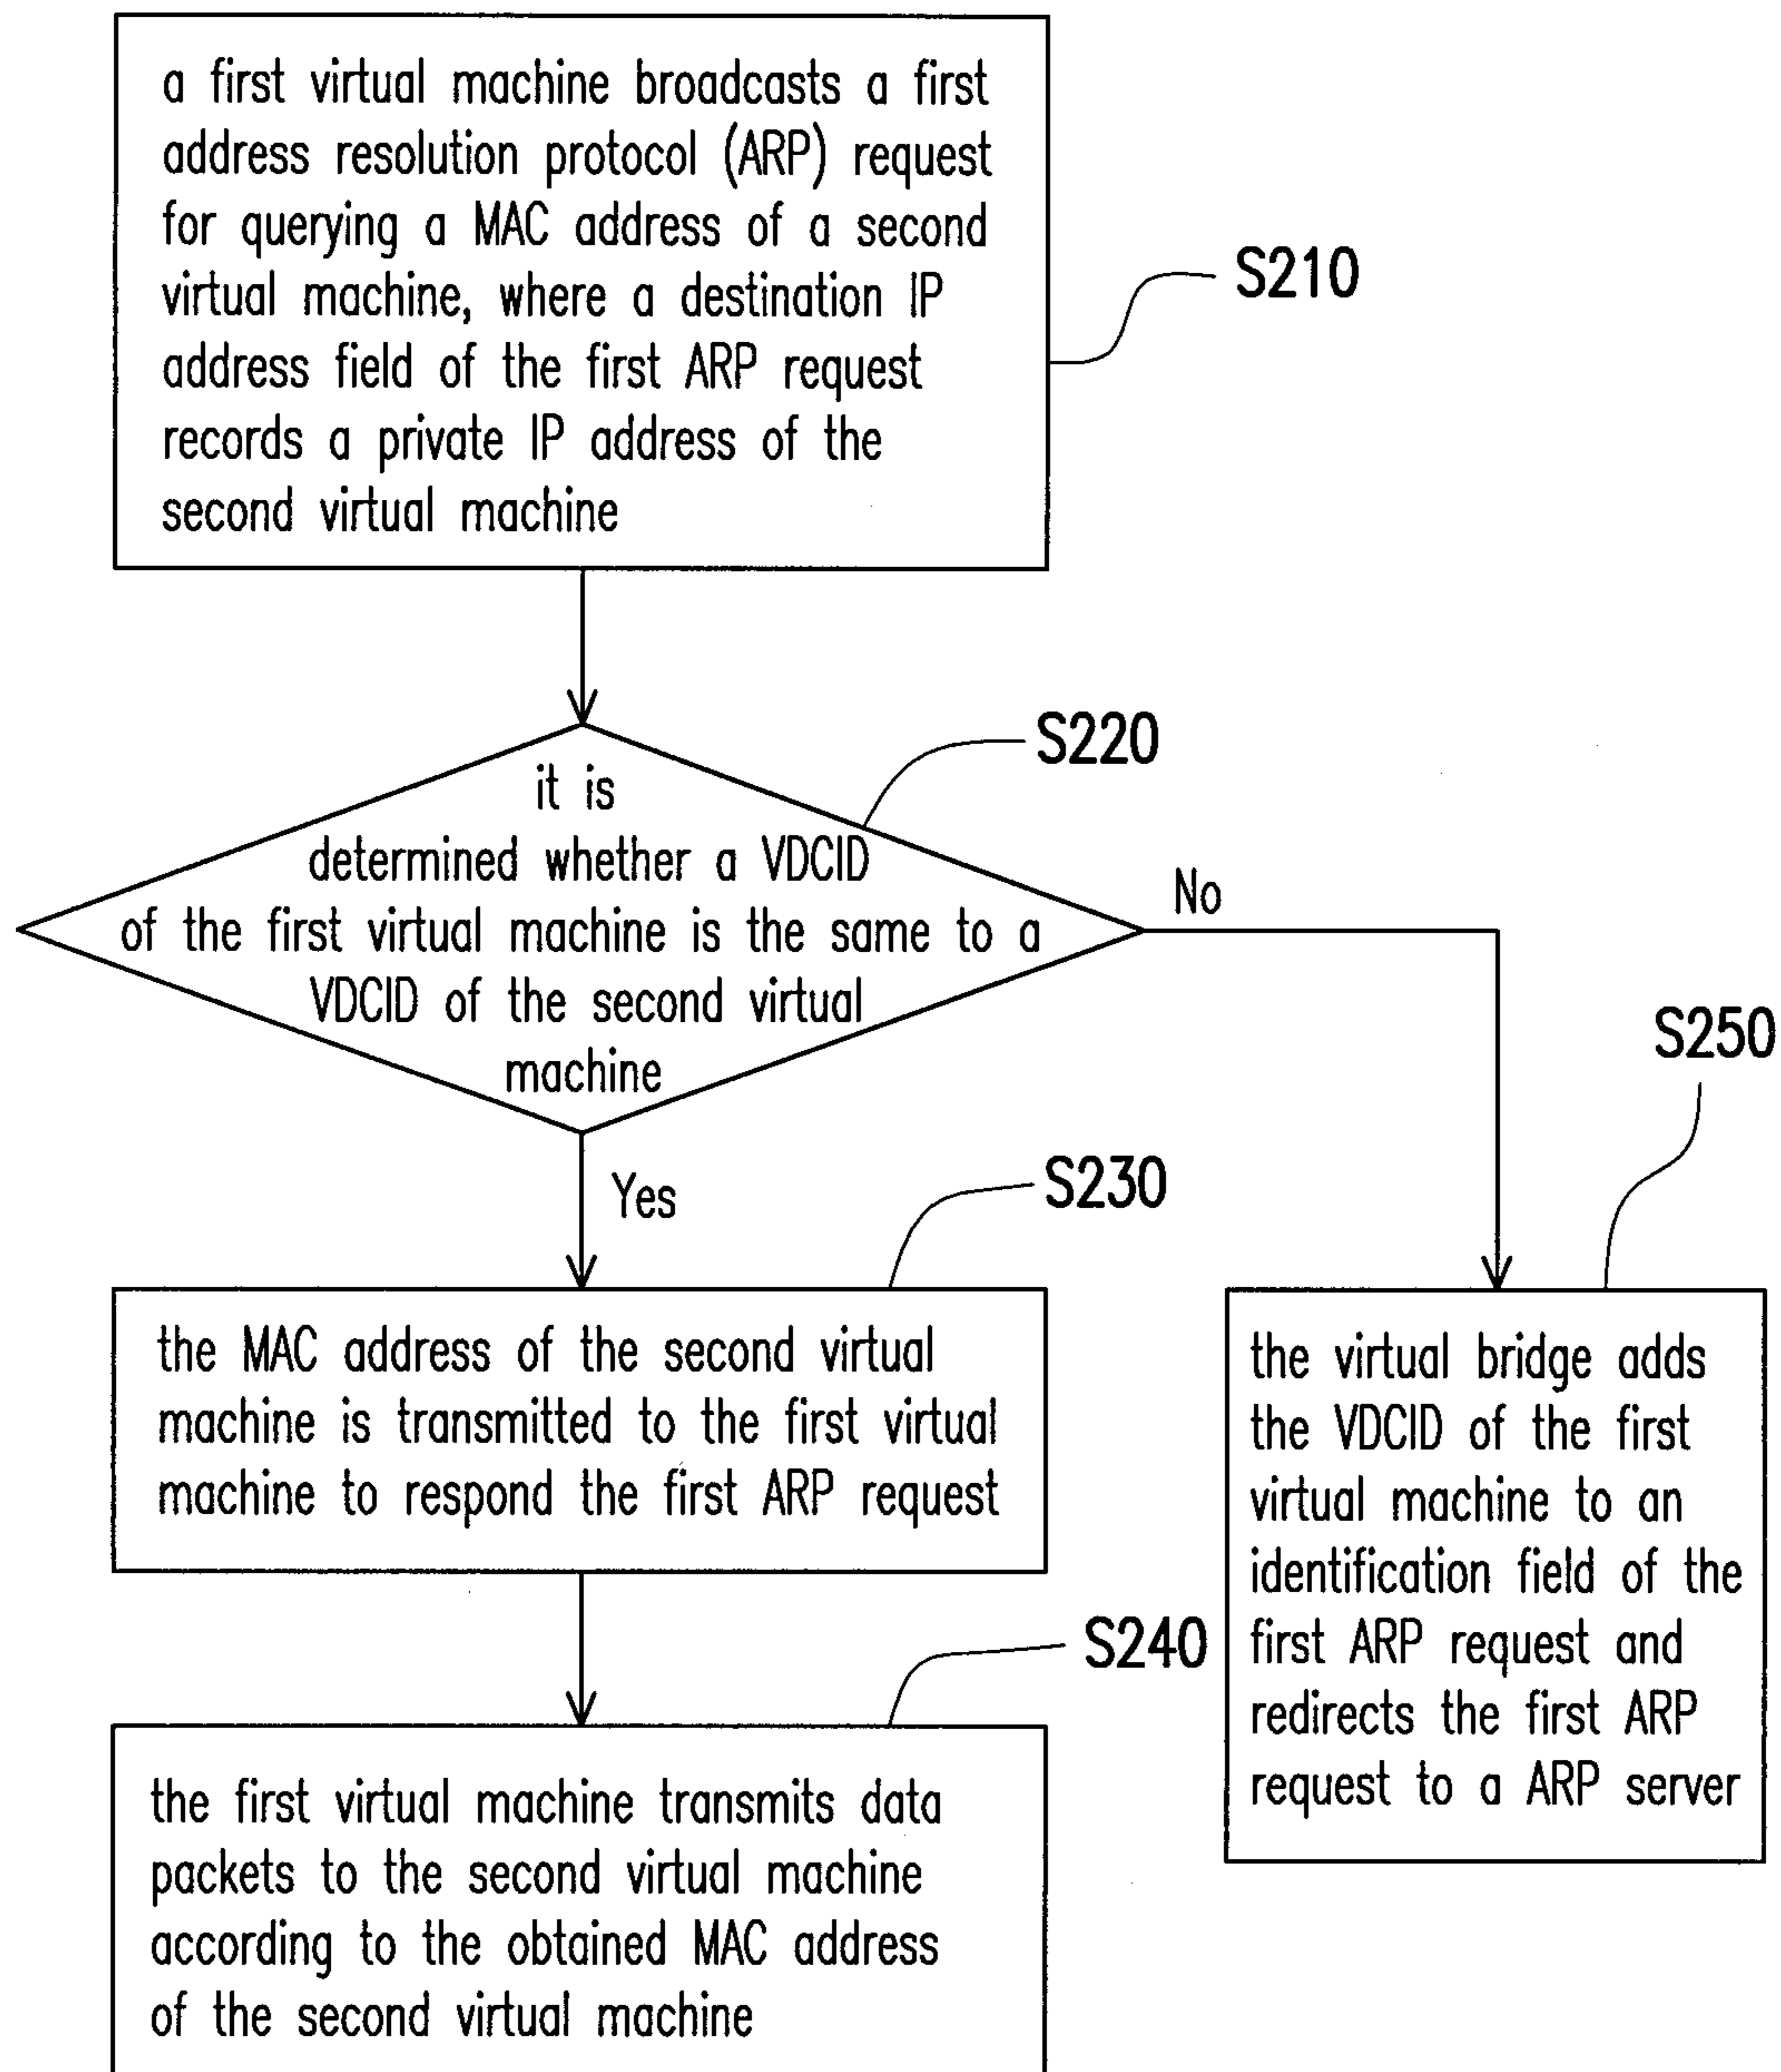 a first virtual machine broadcasts a first
address resolution protocol (ARP) request
for querying a MAC address of a second
virtual machine, where a destination IP
address field of the first ARP request
records a private IP address of the
second virtual machine
S210
S220
it is
determined whether a VDCID
of the first virtual machine is the same to a
VDCID of the second virtual
machine
No
Yes
S230
the MAC address of the second virtual
machine is transmitted to the first virtual
machine to respond the first ARP request
S240
the first virtual machine transmits data
packets to the second virtual machine
according to the obtained MAC address
of the second virtual machine
S250
the virtual bridge adds
the VDCID of the first
virtual machine to an
identification field of the
first ARP request and
redirects the first ARP
request to a ARP server